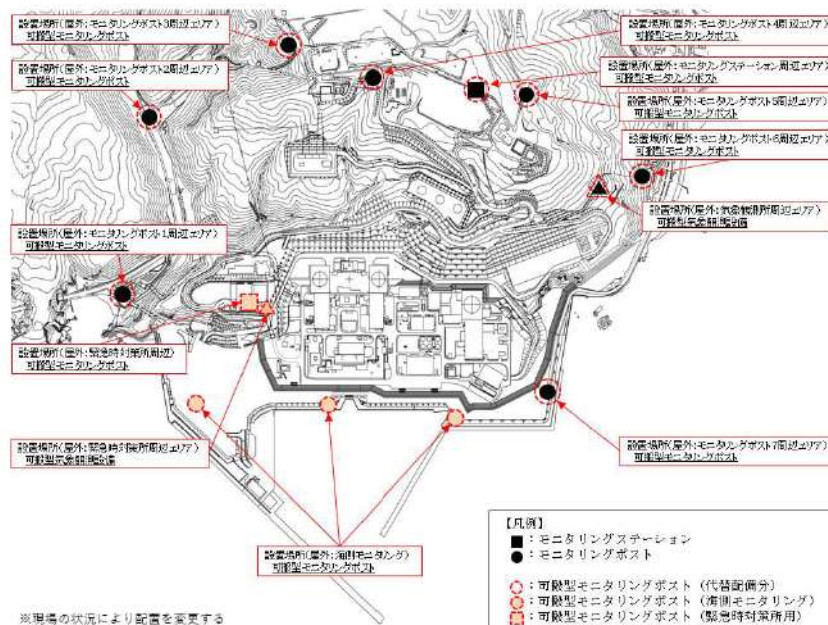 設置場所(屋外:モニタリングポスト3周辺エリア)
可搬型モニタリングポスト
設置場所(屋外:モニタリングポスト4周辺エリア)
可搬型モニタリングポスト
設置場所(屋外:モニタリングポスト2周辺エリア)
可搬型モニタリングポスト
設置場所(屋外:モニタリングステーション周辺エリア)
可搬型モニタリングポスト
設置場所(屋外:モニタリングポスト5周辺エリア)
可搬型モニタリングポスト
設置場所(屋外:モニタリングポスト6周辺エリア)
可搬型モニタリングポスト
設置場所(屋外:気象観測所周辺エリア)
可搬型気象観測設備
設置場所(屋外:モニタリングポスト1周辺エリア)
可搬型モニタリングポスト
設置場所(屋外:緊急時対策所周辺)
可搬型モニタリングポスト
設置場所(屋外:緊急時対策所周辺エリア)
可搬型気象観測設備
設置場所(屋外:モニタリングポスト7周辺エリア)
可搬型モニタリングポスト
設置場所(屋外:海側モニタリング)
可搬型モニタリングポスト
【凡例】
■:モニタリングステーション
●:モニタリングポスト
:可搬型モニタリングポスト(代替配備分)
:可搬型モニタリングポスト(海側モニタリング)
:可搬型モニタリングポスト(緊急時対策所用)
※現場の状況により配置を変更する